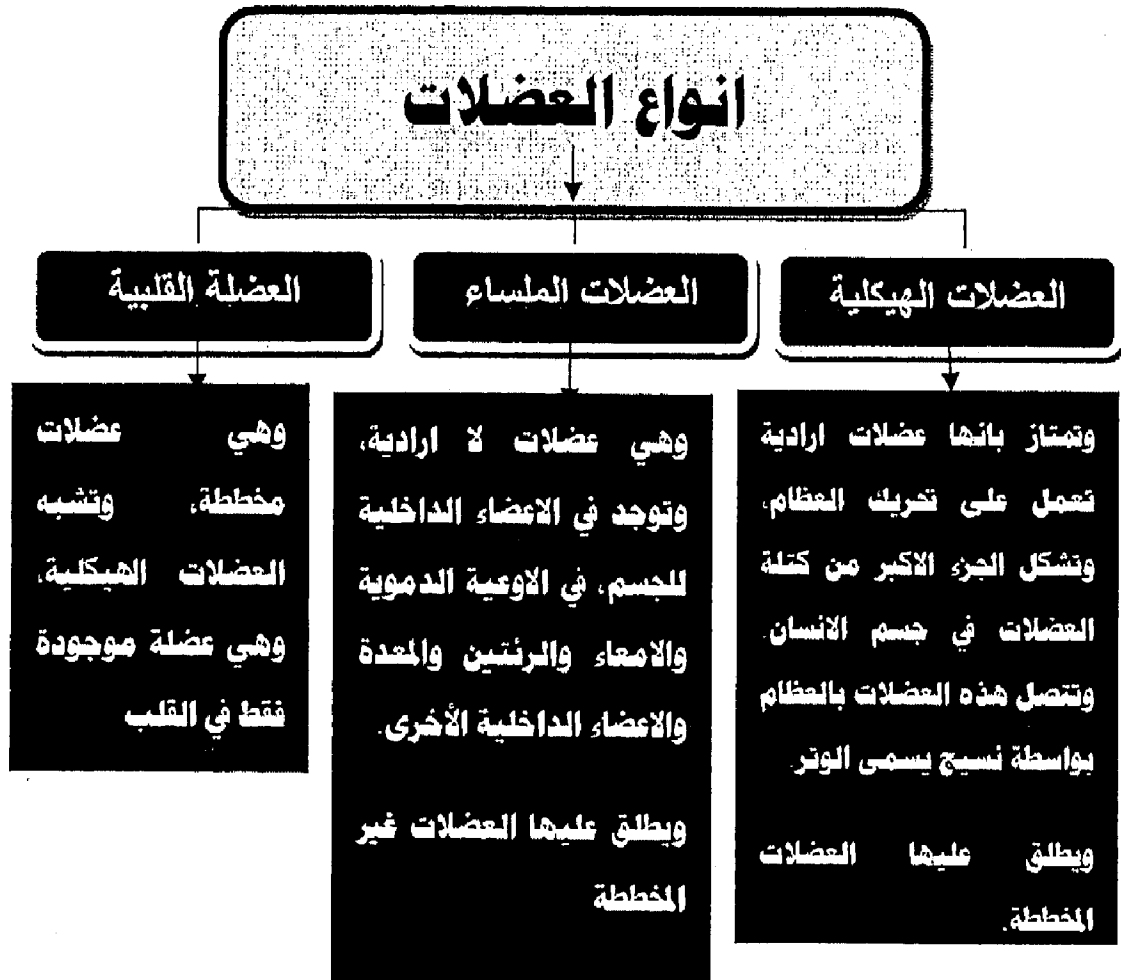 انواع العضلات
العضلات الهيكلية
وتمتاز بانها عضلات ارادية
تعمل على تحريك العظام.
وتشكل الجزء الاكبر من كتلة
العضلات في جسم الانسان.
وتتصل هذه العضلات بالعظام
بواسطة نسيج يسمى الوتر.
ويطلق عليها العضلات
المخططة.
العضلات الملساء
وهي عضلات لا ارادية،
وتوجد في الاعضاء الداخلية
للجسم، في الاوعية الدموية
والامعاء والرئتين والمعدة
والاعضاء الداخلية الأخرى.
ويطلق عليها العضلات غير
المخططة
العضلة القلبية
وهي عضلات
مخططة، وتشبه
العضلات الهيكلية،
وهي عضلة موجودة
فقط في القلب